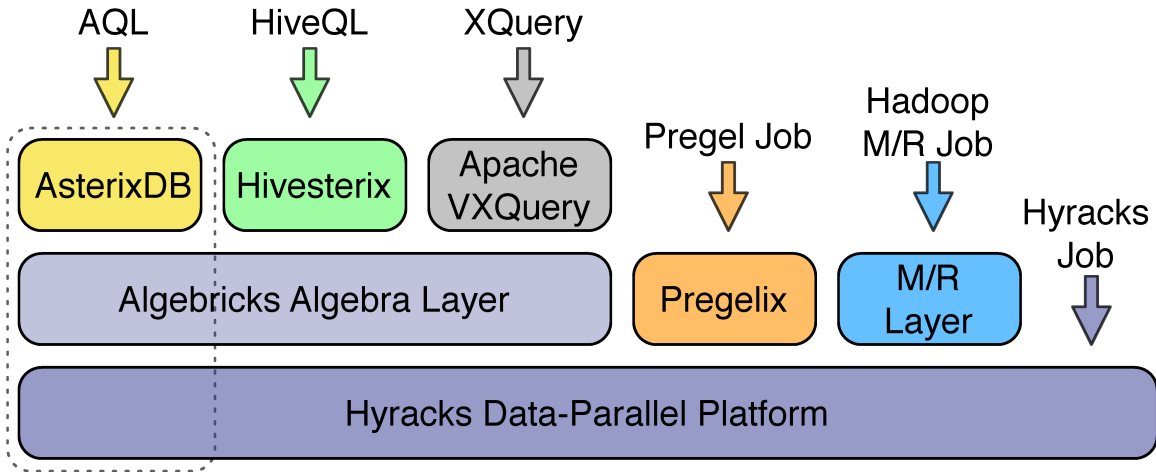 AQL
HiveQL
XQuery
Hadoop
M/R Job
Pregel Job
AsterixDB
Hivesterix
Apache
VXQuery
Hyracks
Job
Algebricks Algebra Layer
Pregelix
M/R
Layer
Hyracks Data-Parallel Platform